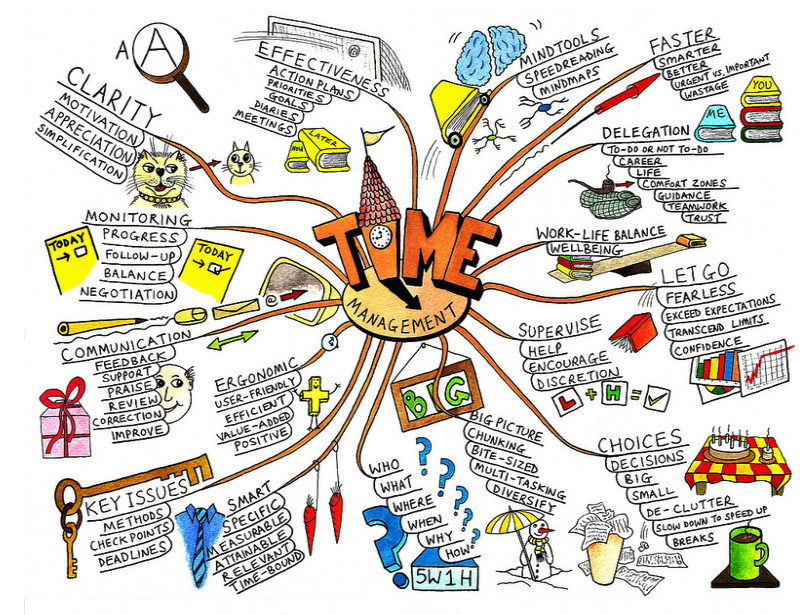 TIME
MANAGEMENT
A A
CLARITY
MOTIVATION
APPRECIATION
SIMPLIFICATION
EFFECTIVENESS
ACTION PLANS
PRIORITIES
GOALS
DIARIES
MEETINGS
NOW
LATER
MINDTOOLS
SPEEDREADING
MINDMAPS
FASTER
SMARTER
BETTER
URGENT VS. IMPORTANT
WASTAGE
ME
YOU
DELEGATION
TO-DO OR NOT TO-DO
CAREER
LIFE
COMFORT ZONES
GUIDANCE
TEAMWORK
TRUST
WORK-LIFE BALANCE
WELLBEING
LET GO
FEARLESS
EXCEED EXPECTATIONS
TRANSCEND LIMITS
CONFIDENCE
SUPERVISE
HELP
ENCOURAGE
DISCRETION
L + H = ✓
CHOICES
DECISIONS
BIG
SMALL
DE-CLUTTER
SLOW DOWN TO SPEED UP
BREAKS
BIG
BIG PICTURE
CHUNKING
BITE-SIZED
MULTI-TASKING
DIVERSIFY
WHO
WHAT
WHERE
WHEN
WHY
HOW
? ? ? ? ? ?
5W1H
SMART
SPECIFIC
MEASURABLE
ATTAINABLE
RELEVANT
TIME-BOUND
KEY ISSUES
METHODS
CHECK POINTS
DEADLINES
ERGONOMIC
USER-FRIENDLY
EFFICIENT
VALUE-ADDED
POSITIVE
COMMUNICATION
FEEDBACK
SUPPORT
PRAISE
REVIEW
CORRECTION
IMPROVE
@
MONITORING
PROGRESS
FOLLOW-UP
BALANCE
NEGOTIATION
TODAY
TODAY